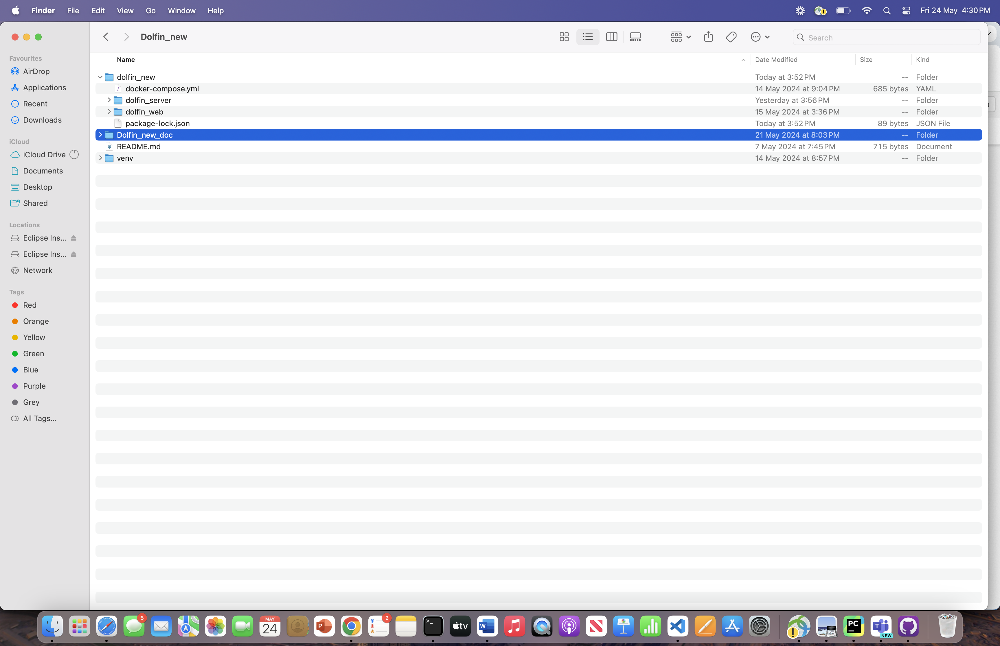 Finder File Edit View Go Window Help Fri 24 May 4:30 PM
Dolfin_new
Search
Favourites
AirDrop
Applications
Recent
Downloads
iCloud
iCloud Drive
Documents
Desktop
Shared
Locations
Eclipse Ins...
Eclipse Ins...
Network
Tags
Red
Orange
Yellow
Green
Blue
Purple
Grey
All Tags...
Name Date Modified Size Kind
dolfin_new Today at 3:52 PM -- Folder
docker-compose.yml 14 May 2024 at 9:04 PM 685 bytes YAML
dolfin_server Yesterday at 3:56 PM -- Folder
dolfin_web 15 May 2024 at 3:36 PM -- Folder
package-lock.json Today at 3:52 PM 89 bytes JSON File
Dolfin_new_doc 21 May 2024 at 8:03 PM -- Folder
README.md 7 May 2024 at 7:45 PM 715 bytes Document
venv 14 May 2024 at 8:57 PM -- Folder
5 MAY 24 P 2 >_ tv W PC T NEW